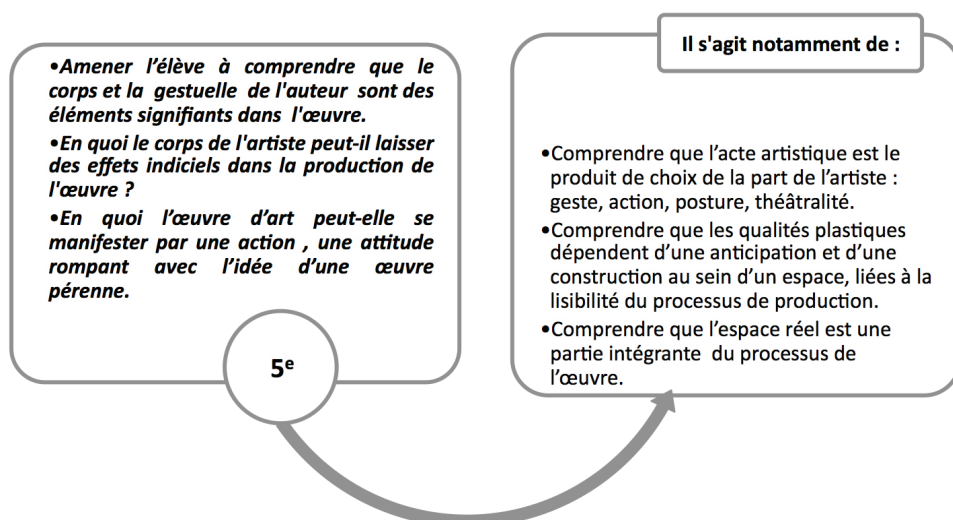 •Amener l’élève à comprendre que le
corps et la gestuelle de l'auteur sont des
éléments signifiants dans l'œuvre.
•En quoi le corps de l'artiste peut-il laisser
des effets indiciels dans la production de
l'œuvre ?
•En quoi l’œuvre d’art peut-elle se
manifester par une action , une attitude
rompant avec l’idée d’une œuvre
pérenne.
5e
Il s'agit notamment de :
•Comprendre que l’acte artistique est le
produit de choix de la part de l’artiste :
geste, action, posture, théâtralité.
•Comprendre que les qualités plastiques
dépendent d’une anticipation et d’une
construction au sein d’un espace, liées à la
lisibilité du processus de production.
•Comprendre que l’espace réel est une
partie intégrante du processus de
l’œuvre.